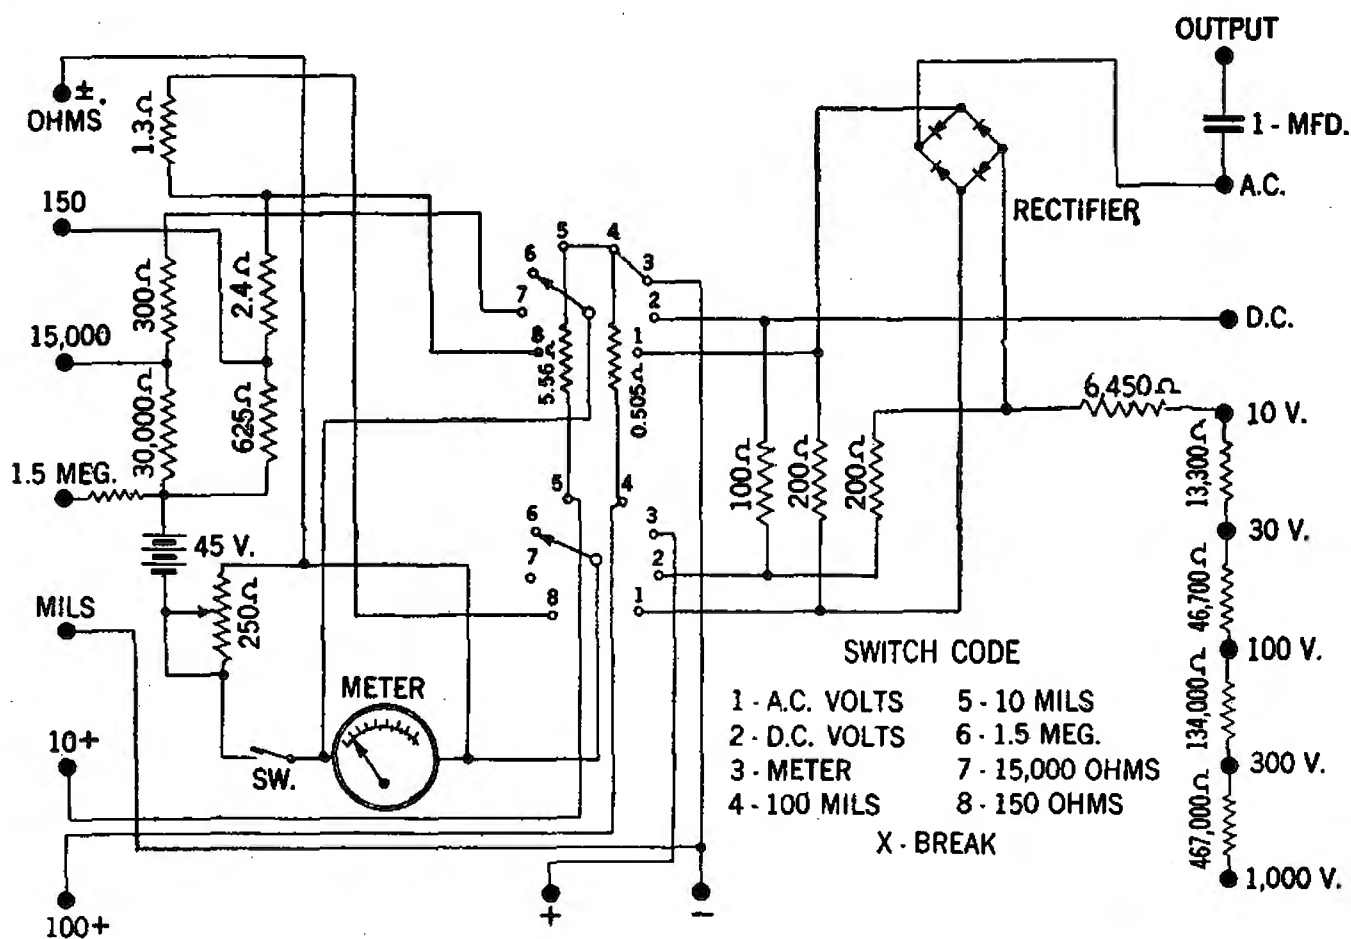 OUTPUT
±.
OHMS
1.3Ω
1 - MFD.
A.C.
RECTIFIER
150
300Ω
2.4Ω
15,000
30,000Ω
625Ω
1.5 MEG.
45 V.
250Ω
MILS
5
4
6
3
7
2
8
1
5.56Ω
0.505Ω
D.C.
6,450Ω
10 V.
100Ω
200Ω
200Ω
13,300Ω
30 V.
5
4
6
3
7
2
8
1
46,700Ω
100 V.
134,000Ω
300 V.
467,000Ω
1,000 V.
METER
SW.
10+
100+
+
−
SWITCH CODE
1 - A.C. VOLTS
2 - D.C. VOLTS
3 - METER
4 - 100 MILS
5 - 10 MILS
6 - 1.5 MEG.
7 - 15,000 OHMS
8 - 150 OHMS
X - BREAK